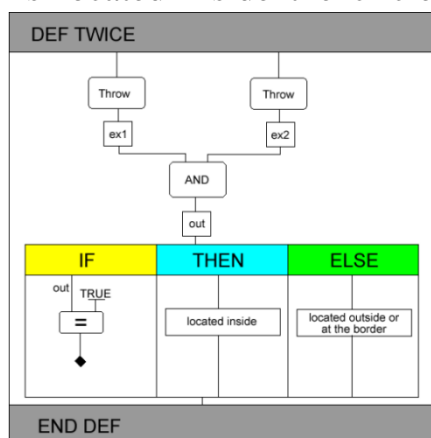 DEF TWICE
Throw
Throw
ex1
ex2
AND
out
IF
THEN
ELSE
out
TRUE
=
located inside
located outside or
at the border
END DEF